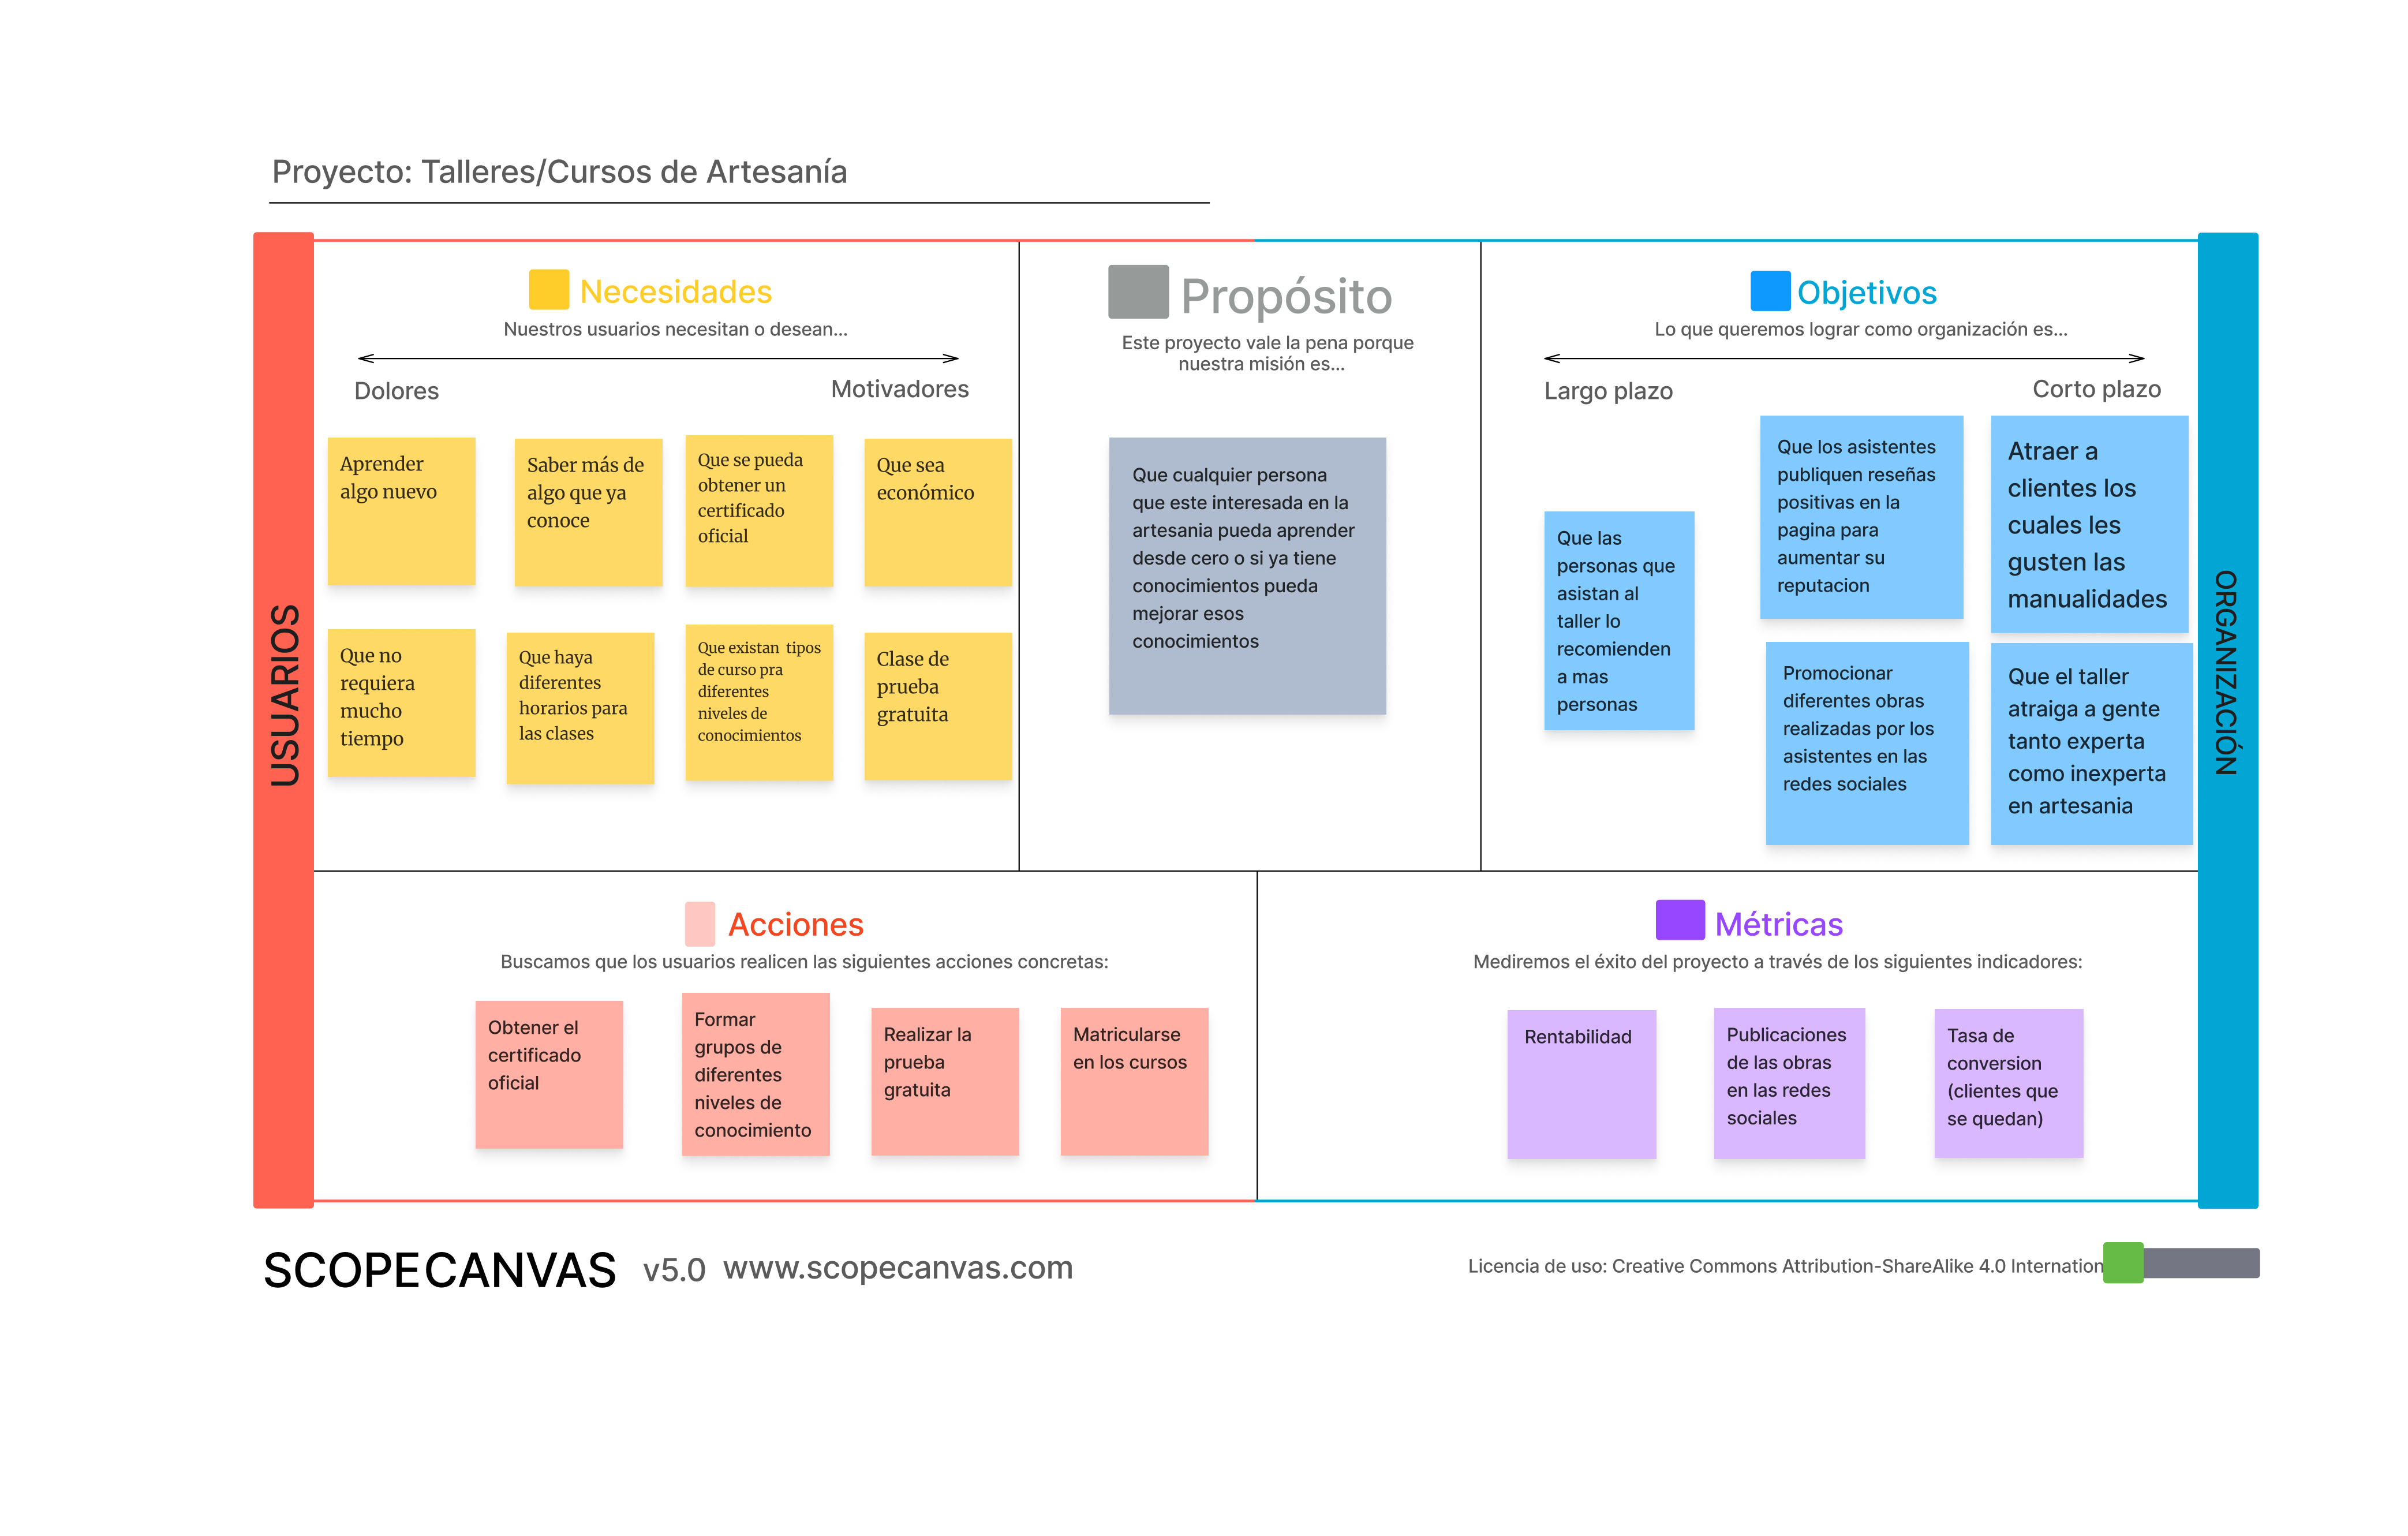 Proyecto: Talleres/Cursos de Artesanía
USUARIOS
Necesidades
Nuestros usuarios necesitan o desean...
Dolores
Motivadores
Aprender
algo nuevo
Saber más de
algo que ya
conoce
Que se pueda
obtener un
certificado
oficial
Que sea
económico
Que no
requiera
mucho
tiempo
Que haya
diferentes
horarios para
las clases
Que existan tipos
de curso pra
diferentes
niveles de
conocimientos
Clase de
prueba
gratuita
Propósito
Este proyecto vale la pena porque
nuestra misión es...
Que cualquier persona
que este interesada en la
artesania pueda aprender
desde cero o si ya tiene
conocimientos pueda
mejorar esos
conocimientos
Objetivos
Lo que queremos lograr como organización es...
Largo plazo
Corto plazo
Que las
personas que
asistan al
taller lo
recomienden
a mas
personas
Que los asistentes
publiquen reseñas
positivas en la
pagina para
aumentar su
reputacion
Atraer a
clientes los
cuales les
gusten las
manualidades
Promocionar
diferentes obras
realizadas por los
asistentes en las
redes sociales
Que el taller
atraiga a gente
tanto experta
como inexperta
en artesania
ORGANIZACIÓN
Acciones
Buscamos que los usuarios realicen las siguientes acciones concretas:
Obtener el
certificado
oficial
Formar
grupos de
diferentes
niveles de
conocimiento
Realizar la
prueba
gratuita
Matricularse
en los cursos
Métricas
Mediremos el éxito del proyecto a través de los siguientes indicadores:
Rentabilidad
Publicaciones
de las obras
en las redes
sociales
Tasa de
conversion
(clientes que
se quedan)
SCOPECANVAS v5.0 www.scopecanvas.com
Licencia de uso: Creative Commons Attribution-ShareAlike 4.0 Internation